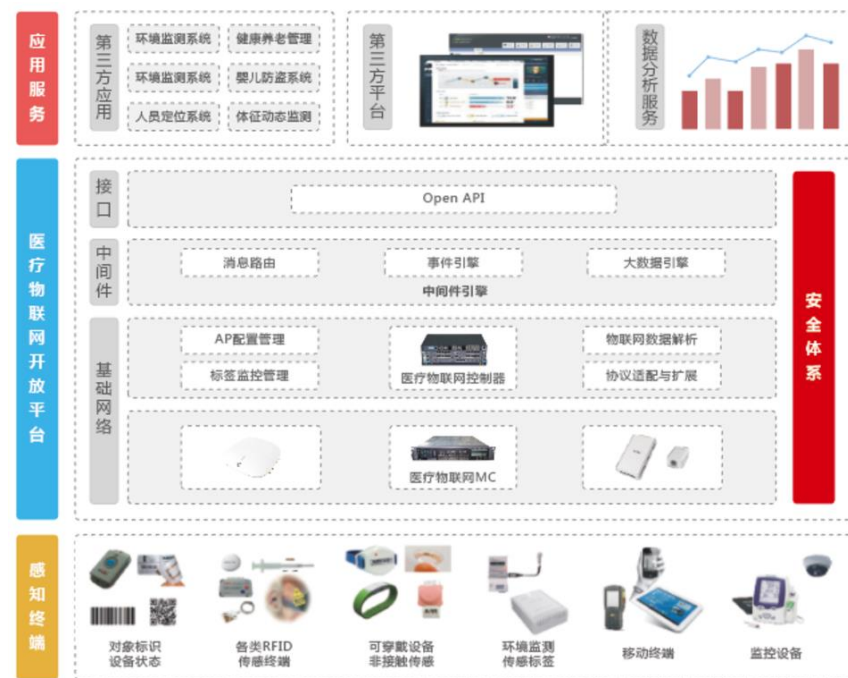 应用服务
第三方应用
环境监测系统
健康养老管理
环境监测系统
婴儿防盗系统
人员定位系统
体征动态监测
第三方平台
数据分析服务
医疗物联网开放平台
接口
Open API
中间件
消息路由
事件引擎
大数据引擎
中间件引擎
基础网络
AP配置管理
标签监控管理
医疗物联网控制器
物联网数据解析
协议适配与扩展
医疗物联网MC
安全体系
感知终端
对象标识
设备状态
各类RFID
传感终端
可穿戴设备
非接触传感
环境监测
传感标签
移动终端
监控设备